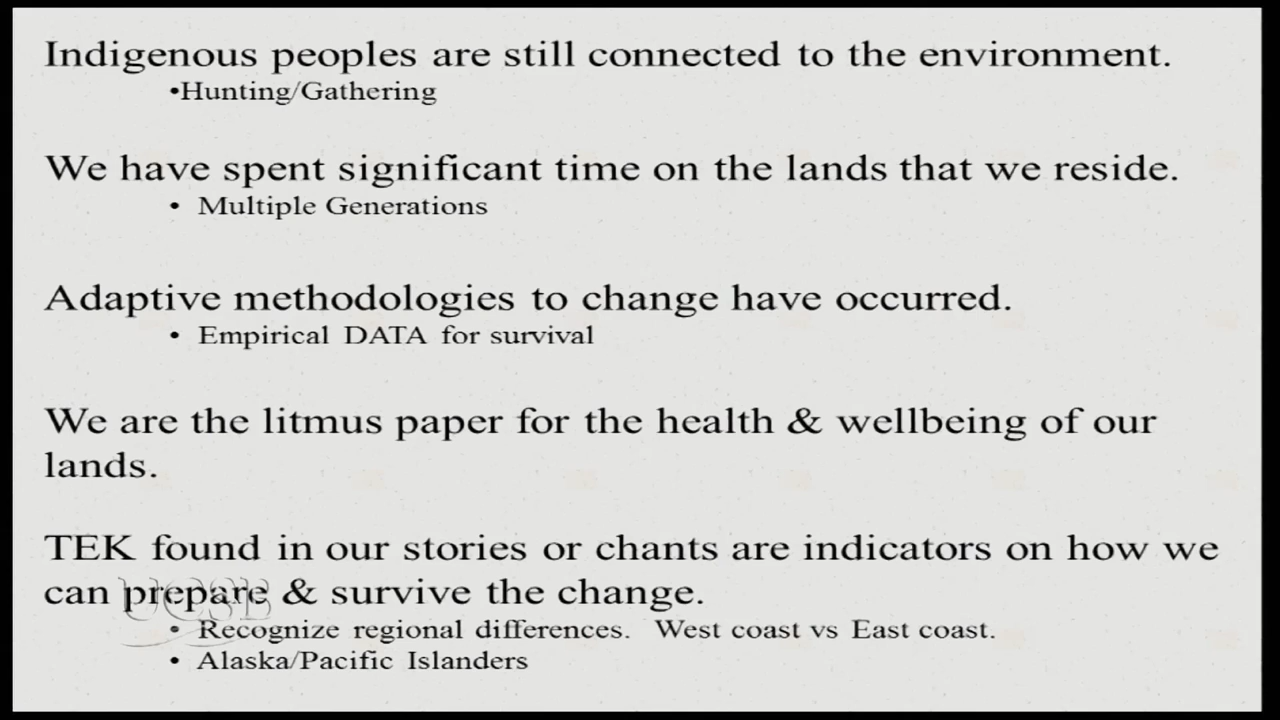 Indigenous peoples are still connected to the environment.
•Hunting/Gathering
We have spent significant time on the lands that we reside.
• Multiple Generations
Adaptive methodologies to change have occurred.
• Empirical DATA for survival
We are the litmus paper for the health & wellbeing of our
lands.
TEK found in our stories or chants are indicators on how we
can prepare & survive the change.
UCSB
• Recognize regional differences. West coast vs East coast.
• Alaska/Pacific Islanders